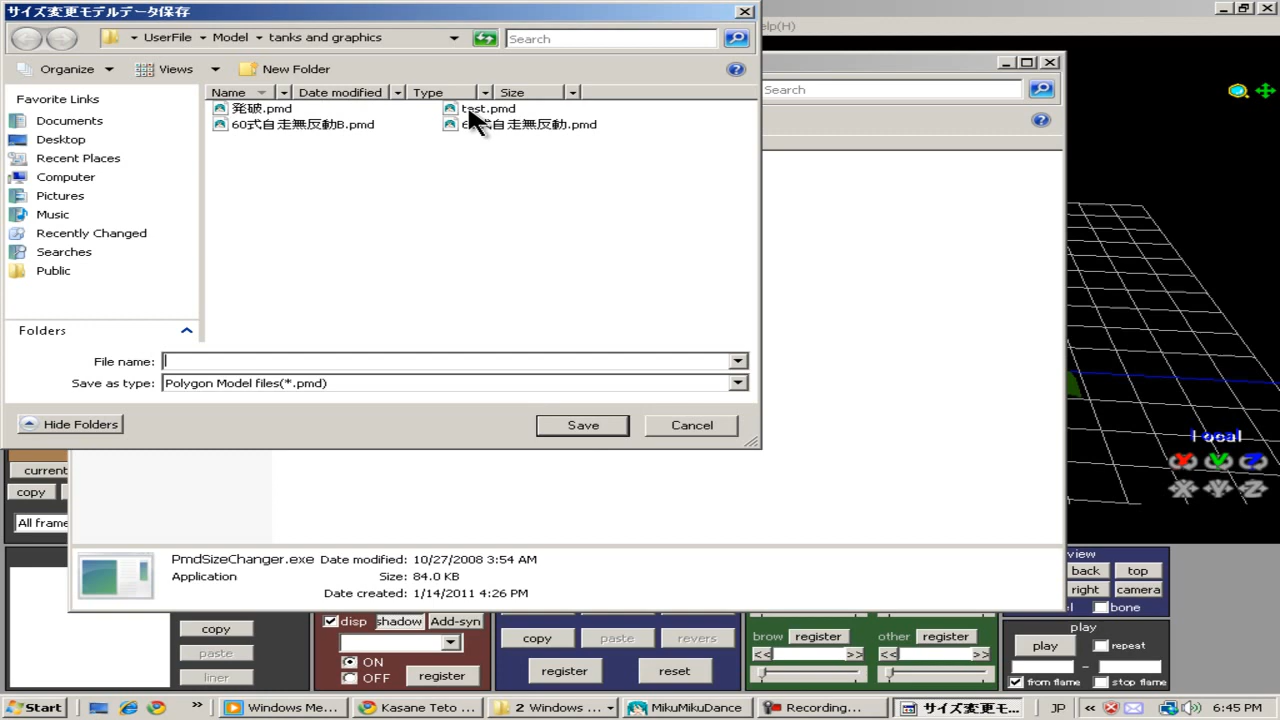 サイズ変更モデルデータ保存
UserFile Model tanks and graphics
Search
Organize Views New Folder
Favorite Links
Documents
Desktop
Recent Places
Computer
Pictures
Music
Recently Changed
Searches
Public
Folders
Name Date modified Type Size
発破.pmd test.pmd
60式自走無反動B.pmd 式自走無反動.pmd
File name:
Save as type: Polygon Model files(*.pmd)
Hide Folders Save Cancel
elp(H)
Search
Local
X Y Z
X Y Z
current
copy
All frame
PmdSizeChanger.exe Date modified: 10/27/2008 3:54 AM
Application Size: 84.0 KB
Date created: 1/14/2011 4:26 PM
view
back top
right camera
bone
copy
paste
liner
disp shadow Add-syn
ON
OFF register
copy paste revers
register reset
brow register other register
<< >> << >>
play
play repeat
-
from flame stop flame
Start » Windows Me... Kasane Teto ... 2 Windows ... MikuMikuDance Recording... サイズ変更モ... JP « 6:45 PM